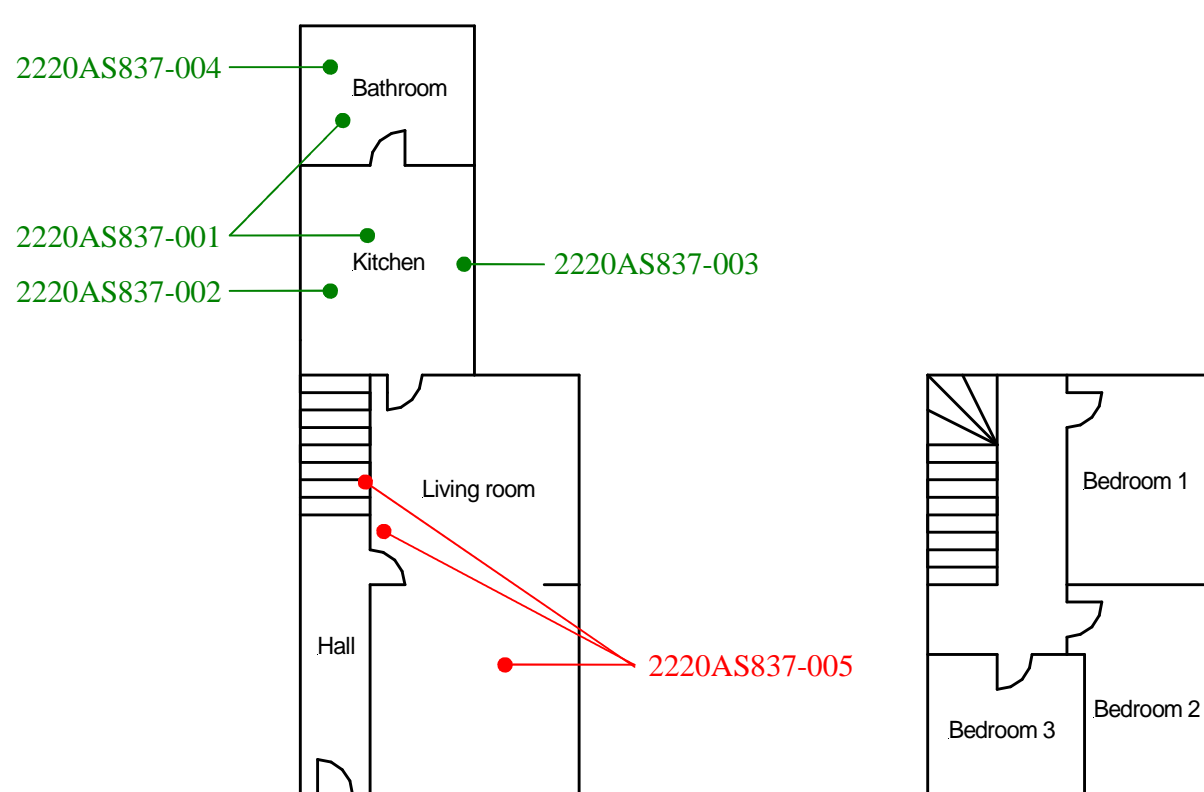 2220AS837-004
Bathroom
2220AS837-001
Kitchen
2220AS837-003
2220AS837-002
Living room
Bedroom 1
Hall
2220AS837-005
Bedroom 2
Bedroom 3